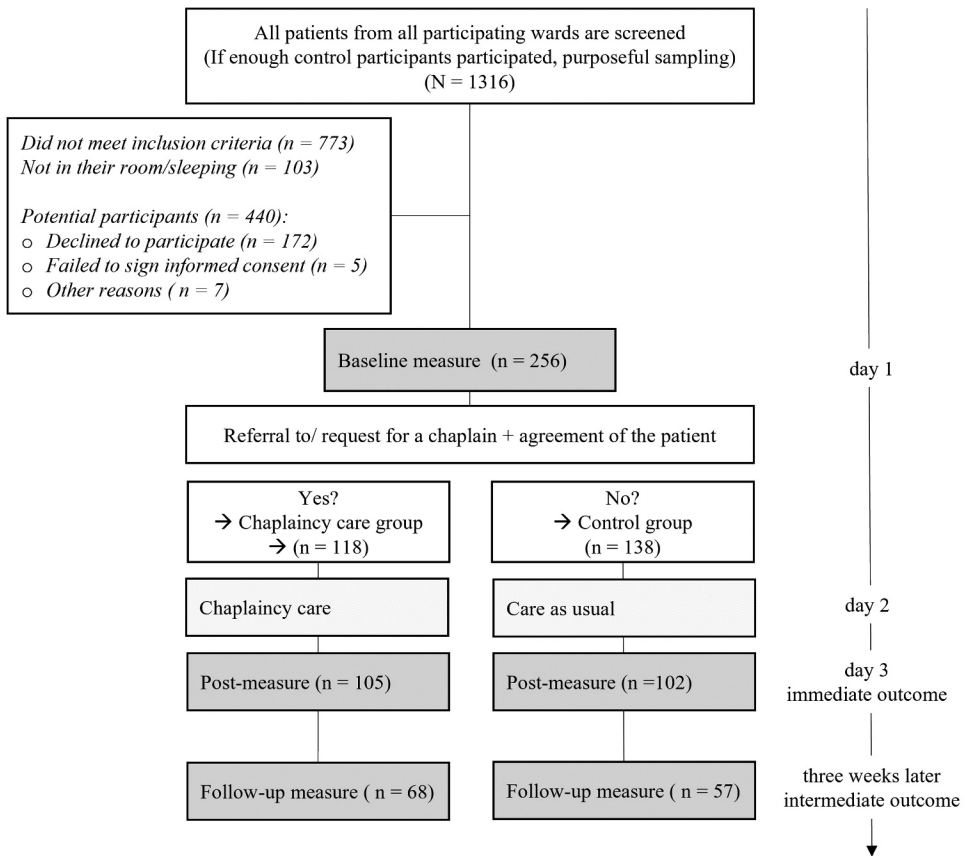 All patients from all participating wards are screened
(If enough control participants participated, purposeful sampling)
(N = 1316)
Did not meet inclusion criteria (n = 773)
Not in their room/sleeping (n = 103)
Potential participants (n = 440):
o Declined to participate (n = 172)
o Failed to sign informed consent (n = 5)
o Other reasons ( n = 7)
Baseline measure (n = 256)
day 1
Referral to/ request for a chaplain + agreement of the patient
Yes?
→ Chaplaincy care group
→ (n = 118)
No?
→ Control group
(n = 138)
Chaplaincy care
Care as usual
day 2
Post-measure (n = 105)
Post-measure (n =102)
day 3
immediate outcome
Follow-up measure ( n = 68)
Follow-up measure ( n = 57)
three weeks later
intermediate outcome